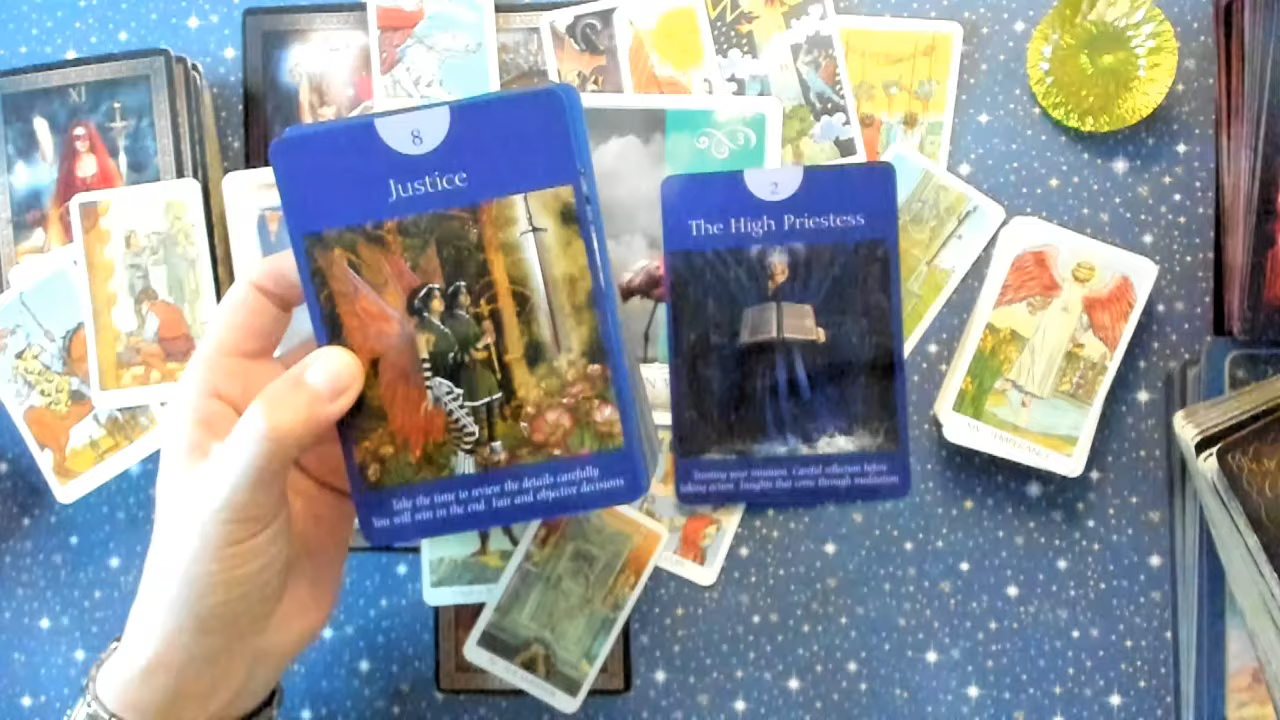 XI
3
8
Justice
Take the time to review the details carefully
You will win in the end. Fair and objective decisions
2
The High Priestess
Trusting your intuition. Careful reflection before
taking action. Insights that come through meditation
TEMPERANCE